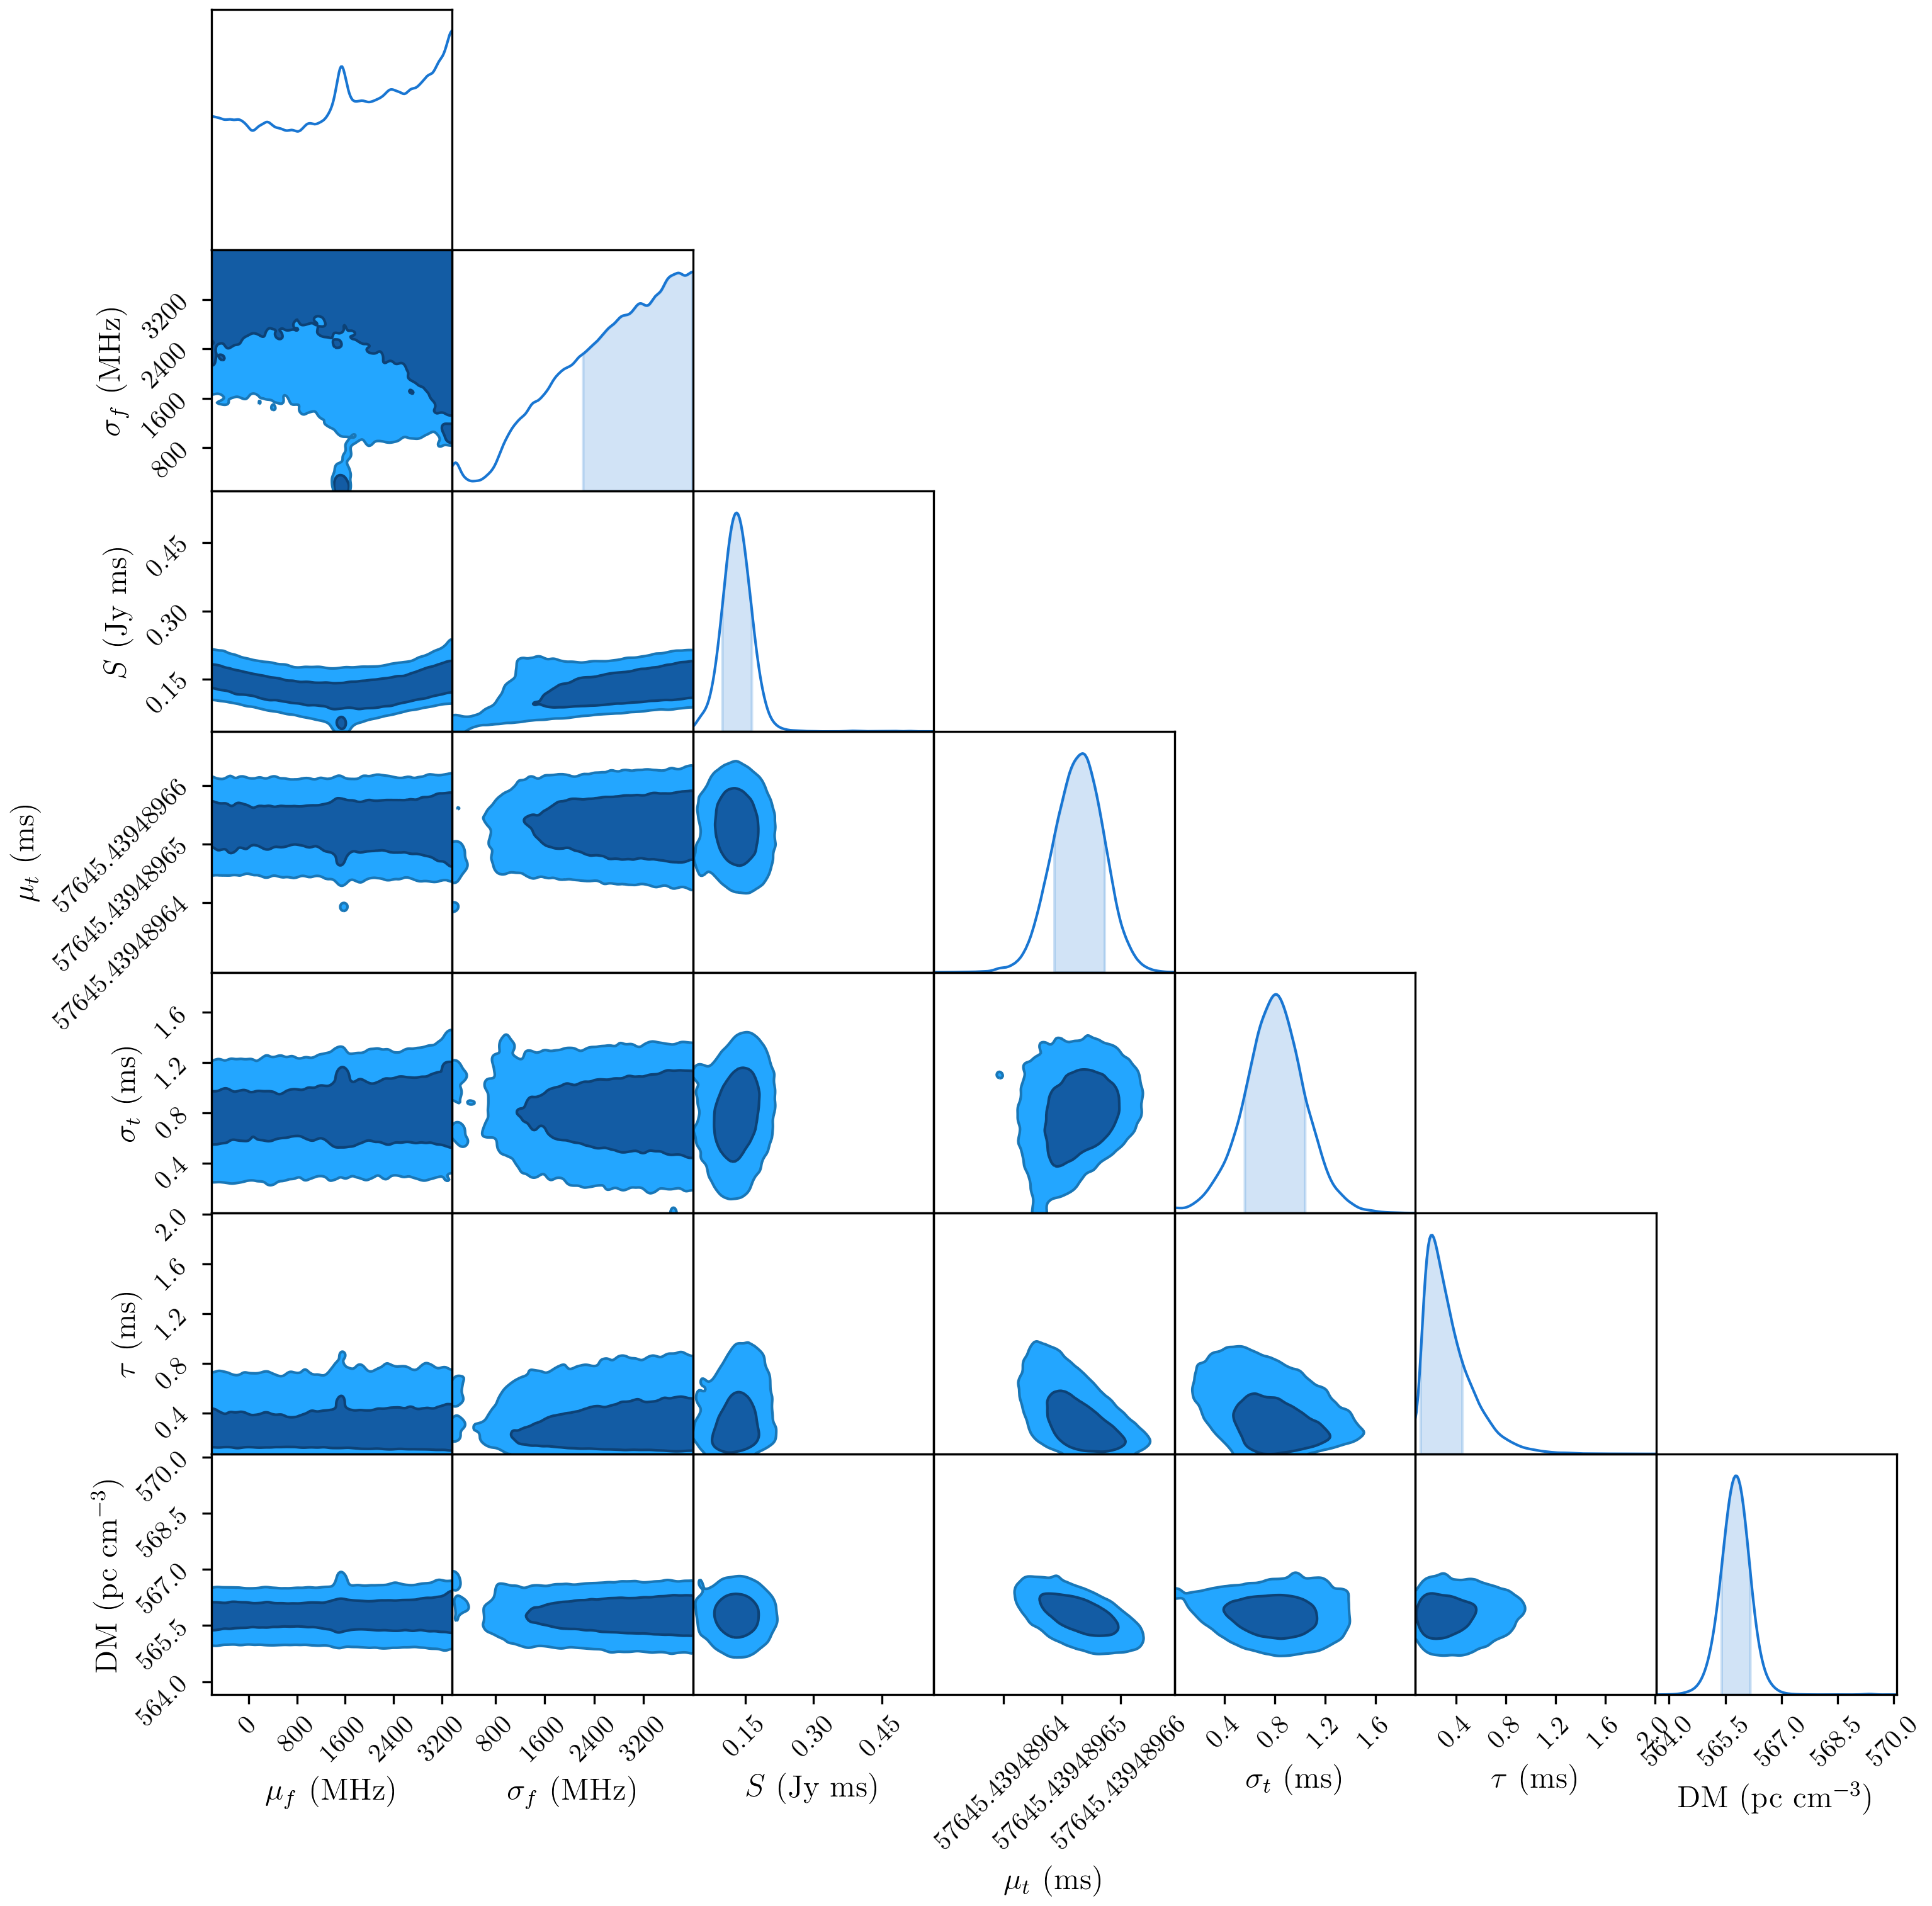 σ_f (MHz)
3200
2400
1600
800
S (Jy ms)
0.45
0.30
0.15
μ_t (ms)
57645.43948966
57645.43948965
57645.43948964
σ_t (ms)
1.6
1.2
0.8
0.4
τ (ms)
2.0
1.6
1.2
0.8
0.4
DM (pc cm⁻³)
570.0
568.5
567.0
565.5
564.0
0 800 1600 2400 3200
μ_f (MHz)
800 1600 2400 3200
σ_f (MHz)
0.15 0.30 0.45
S (Jy ms)
57645.43948964 57645.43948965 57645.43948966
μ_t (ms)
0.4 0.8 1.2 1.6
σ_t (ms)
0.4 0.8 1.2 1.6 2.0
τ (ms)
564.0 565.5 567.0 568.5 570.0
DM (pc cm⁻³)